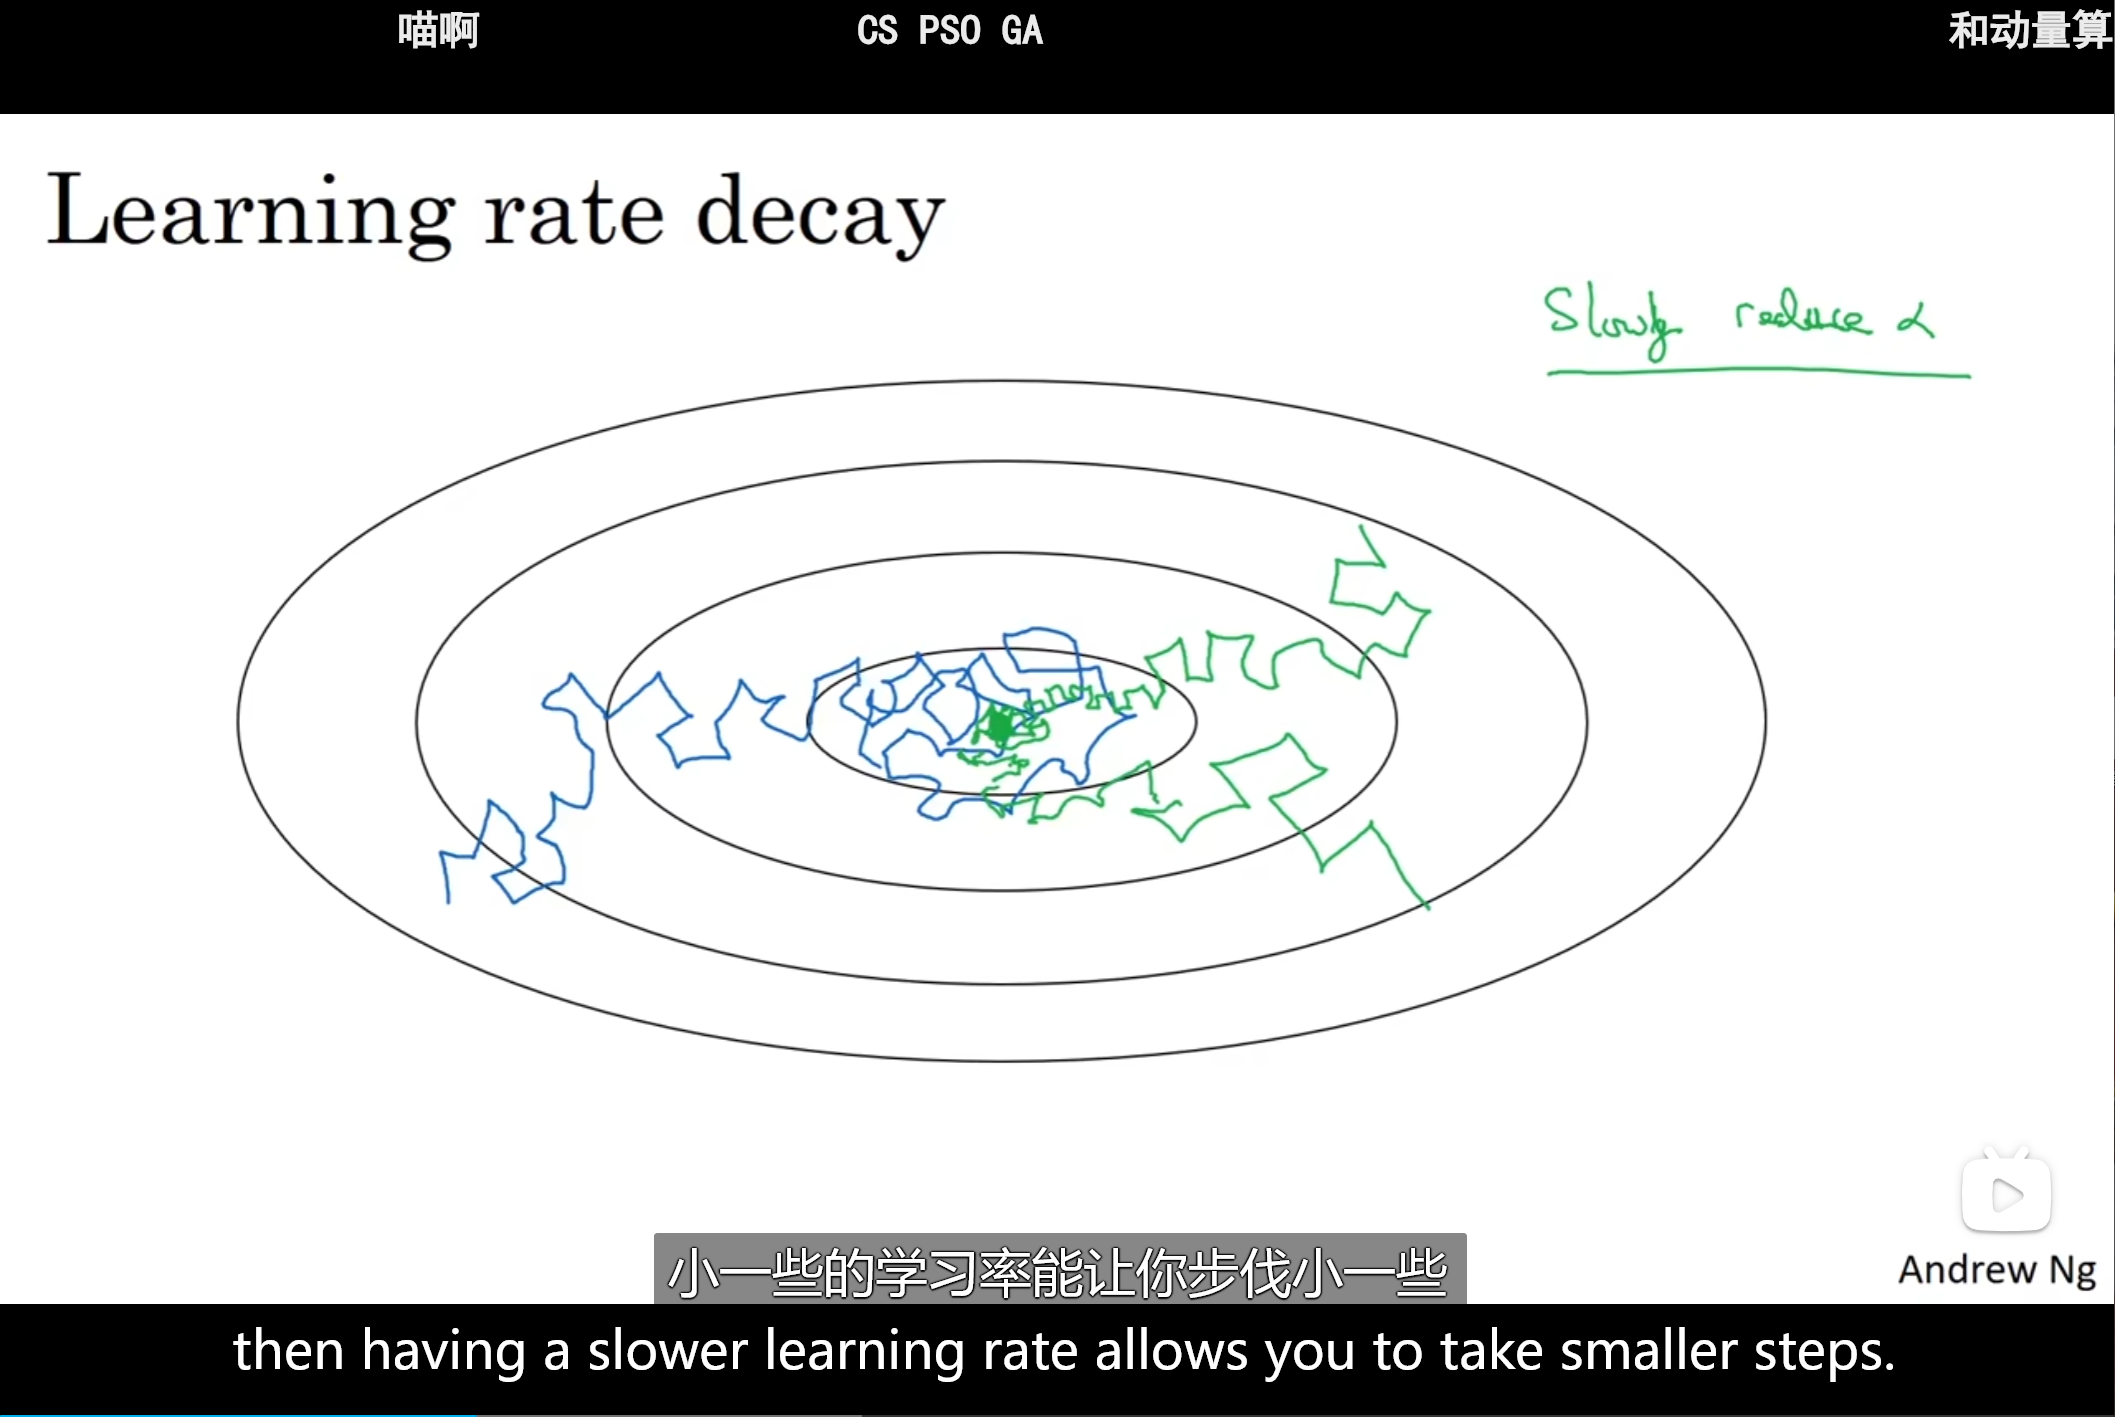 喵啊 CS PSO GA 和动量算
Learning rate decay
Slowly reduce α
小一些的学习率能让你步伐小一些
Andrew Ng
then having a slower learning rate allows you to take smaller steps.